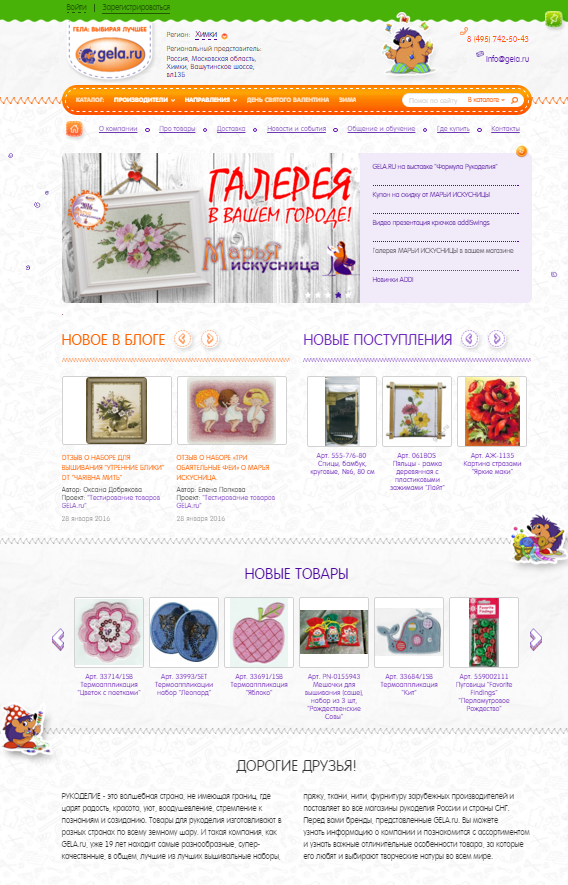 Войти | Зарегистрироваться
ГЕЛА: ВЫБИРАЯ ЛУЧШЕЕ
gela.ru
Регион: Химки
Региональный представитель:
Россия, Московская область,
Химки, Вашутинское шоссе,
вл136
8 (495) 742-50-43
info@gela.ru
КАТАЛОГ: ПРОИЗВОДИТЕЛИ НАПРАВЛЕНИЯ ДЕНЬ СВЯТОГО ВАЛЕНТИНА ЗИМА
Поиск по сайту В каталоге
О компании Про товары Доставка Новости и события Общение и обучение Где купить Контакты
ГАЛЕРЕЯ
В ВАШЕМ ГОРОДЕ!
2016
Марья
искусница
GELA.RU на выставке "Формула Рукоделия"
Купон на скидку от МАРЬИ ИСКУСНИЦЫ
Видео презентация крючков addiSwings
Галерея МАРЬИ ИСКУСНИЦЫ в вашем магазине
Новинки ADDI
НОВОЕ В БЛОГЕ
ОТЗЫВ О НАБОРЕ ДЛЯ
ВЫШИВАНИЯ "УТРЕННИЕ БЛИКИ"
ОТ "ЧАРIВНА МИТЬ"
Автор: Оксана Добрякова
Проект: "Тестирование товаров
GELA.ru"
28 января 2016
ОТЗЫВ О НАБОРЕ «ТРИ
ОБАЯТЕЛЬНЫЕ ФЕИ» О МАРЬЯ
ИСКУСНИЦА
Автор: Елена Попкова
Проект: "Тестирование товаров
GELA.ru"
26 января 2016
НОВЫЕ ПОСТУПЛЕНИЯ
Арт. 555-7/6-80
Спицы, бамбук,
круговые, №6, 80 см
Арт. 061BOS
Пяльцы - рамка
деревянная с
пластиковыми
зажимами "Лайт"
Арт. АЖ-1135
Картина стразами
"Яркие маки"
НОВЫЕ ТОВАРЫ
Арт. 33714/1SB
Термоаппликация
"Цветок с паетками"
Арт. 33993/SET
Термоаппликации
набор "Леопард"
Арт. 33691/1SB
Термоаппликация
"Яблоко"
Арт. PN-0155943
Мешочки для
вышивания (саше),
набор из 3 шт,
"Рождественские
Совы"
Арт. 33684/1SB
Термоаппликация
"Кит"
Арт. 559002111
Пуговицы "Favorite
Findings"
"Перламутровое
Рождество"
ДОРОГИЕ ДРУЗЬЯ!
РУКОДЕЛИЕ - это волшебная страна, не имеющая границ, где
царят радость, красота, уют, воодушевление, стремление к
познаниям и созиданию. Товары для рукоделия изготавливают в
разных странах по всему земному шару. И такая компания, как
GELA.ru, уже 19 лет находит самые разнообразные, супер-
качественные, в общем, лучшие из лучших вышивальные наборы,
пряжу, ткани, нити, фурнитуру зарубежных производителей и
поставляет во все магазины рукоделия России и страны СНГ.
Перед вами бренды, представленные GELA.ru. Вы можете
узнать информацию о компании и познакомится с ассортиментом
и узнать важные отличительные особенности товара, за которые
его любят и выбирают творческие натуры во всем мире.